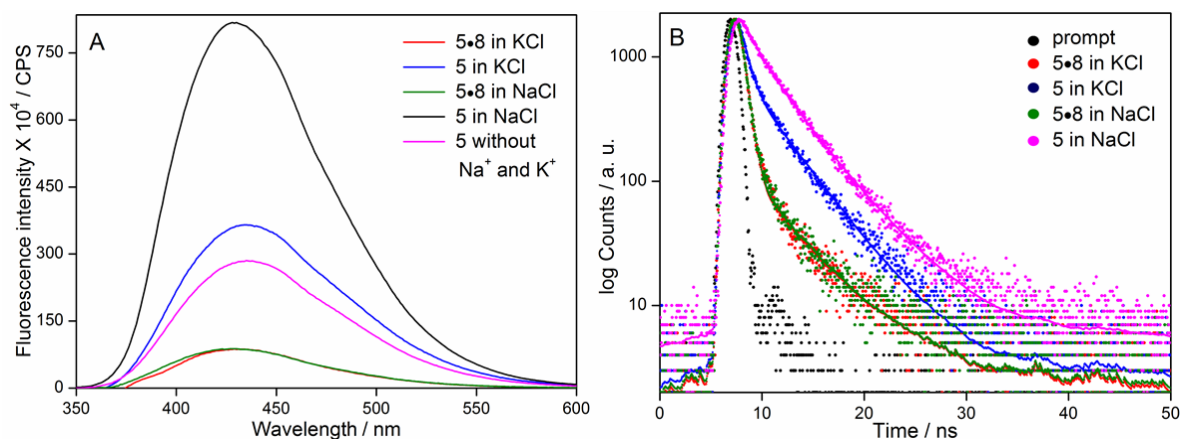 A
5•8 in KCl
5 in KCl
5•8 in NaCl
5 in NaCl
5 without
Na⁺ and K⁺
750
600
450
300
150
0
350 400 450 500 550 600
Fluorescence intensity X 10⁴ / CPS
Wavelength / nm
B
prompt
5•8 in KCl
5 in KCl
5•8 in NaCl
5 in NaCl
1000
100
10
0 10 20 30 40 50
log Counts / a. u.
Time / ns